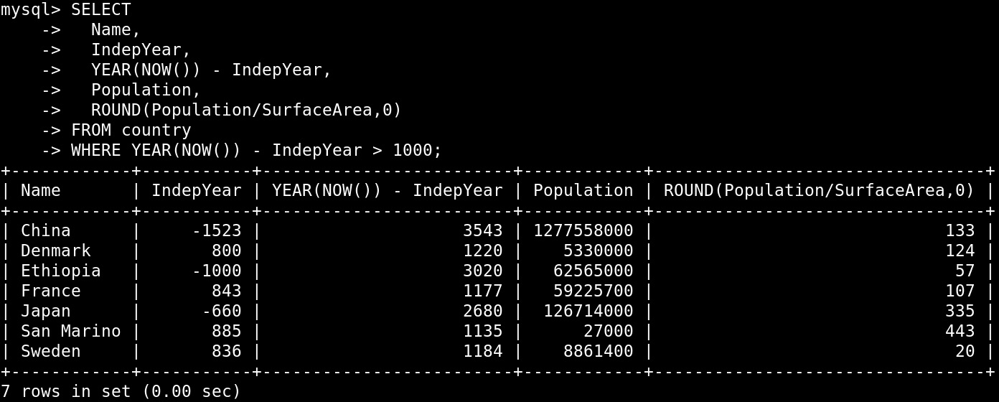 mysql> SELECT
    ->   Name,
    ->   IndepYear,
    ->   YEAR(NOW()) - IndepYear,
    ->   Population,
    ->   ROUND(Population/SurfaceArea,0)
    -> FROM country
    -> WHERE YEAR(NOW()) - IndepYear > 1000;
+------------+-----------+-------------------------+------------+---------------------------------+
| Name       | IndepYear | YEAR(NOW()) - IndepYear | Population | ROUND(Population/SurfaceArea,0) |
+------------+-----------+-------------------------+------------+---------------------------------+
| China      |     -1523 |                    3543 | 1277558000 |                             133 |
| Denmark    |       800 |                    1220 |    5330000 |                             124 |
| Ethiopia   |     -1000 |                    3020 |   62565000 |                              57 |
| France     |       843 |                    1177 |   59225700 |                             107 |
| Japan      |      -660 |                    2680 |  126714000 |                             335 |
| San Marino |       885 |                    1135 |      27000 |                             443 |
| Sweden     |       836 |                    1184 |    8861400 |                              20 |
+------------+-----------+-------------------------+------------+---------------------------------+
7 rows in set (0.00 sec)